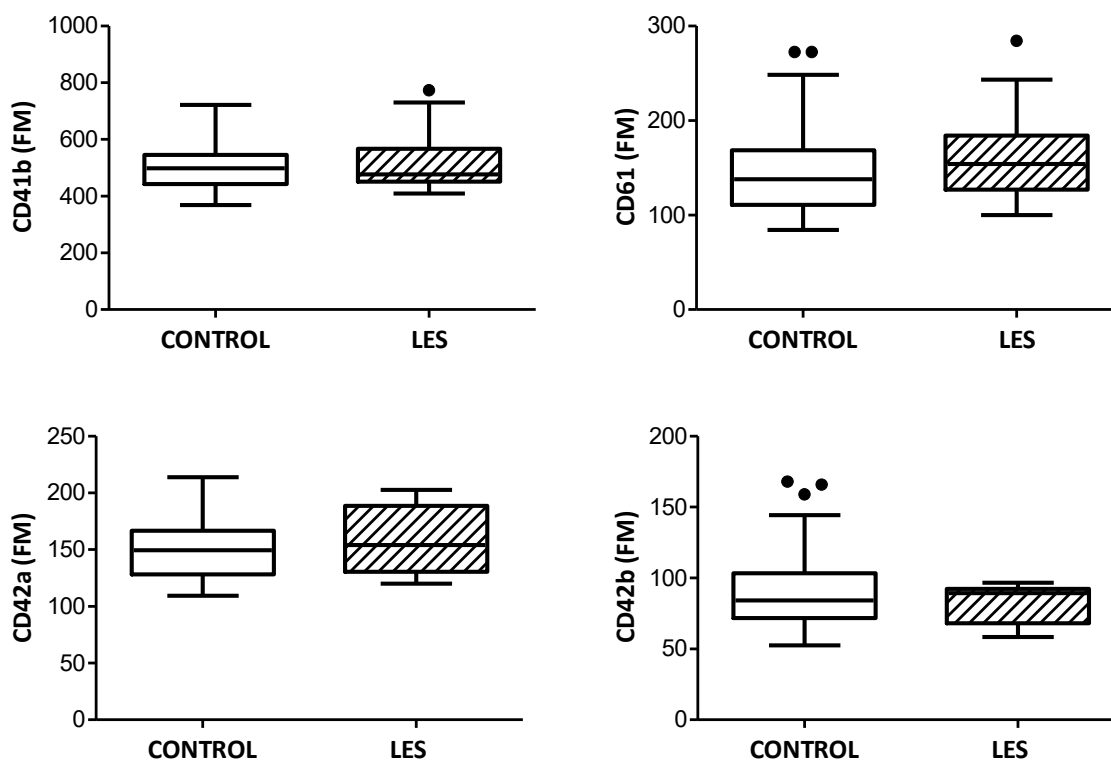 CD41b (FM)
1000
800
600
400
200
0
CONTROL LES
CD61 (FM)
300
200
100
0
CONTROL LES
CD42a (FM)
250
200
150
100
50
0
CONTROL LES
CD42b (FM)
200
150
100
50
0
CONTROL LES